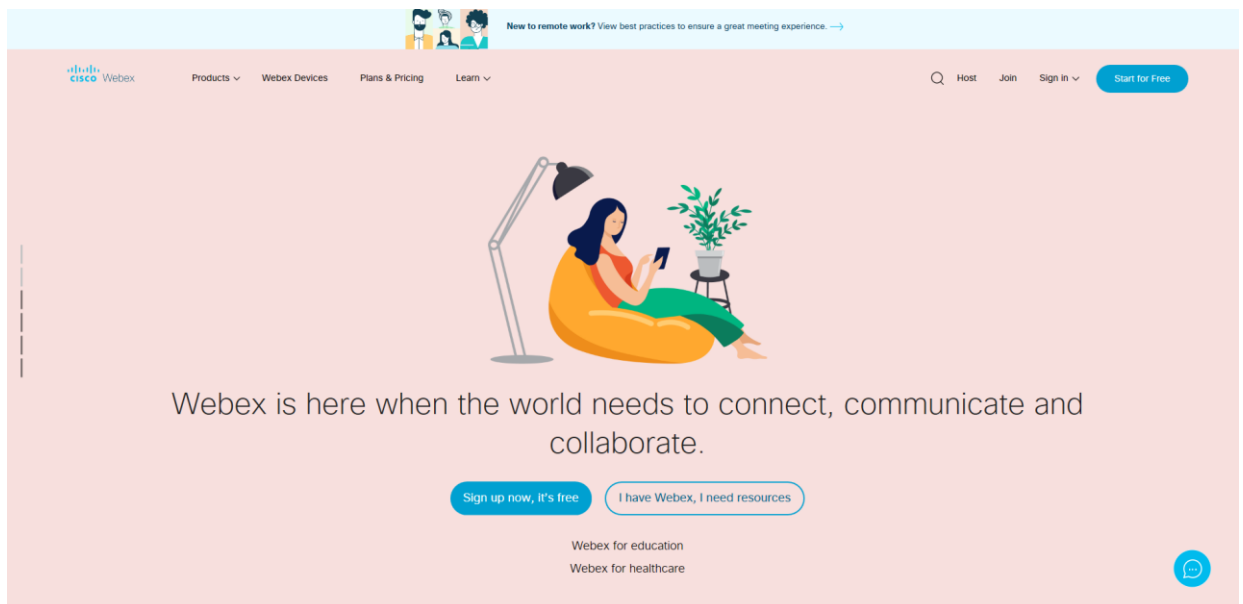 New to remote work? View best practices to ensure a great meeting experience. →
cisco Webex
Products
Webex Devices
Plans & Pricing
Learn
Host
Join
Sign in
Start for Free
Webex is here when the world needs to connect, communicate and
collaborate.
Sign up now, it's free
I have Webex, I need resources
Webex for education
Webex for healthcare